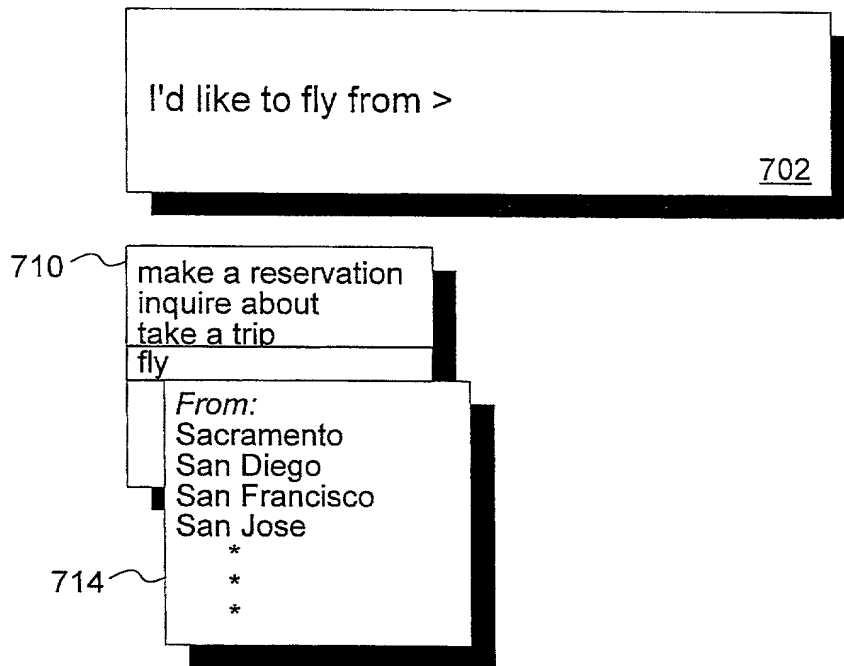 I'd like to fly from >
702
710
make a reservation
inquire about
take a trip
fly
From:
Sacramento
San Diego
San Francisco
San Jose
*
714
*
*